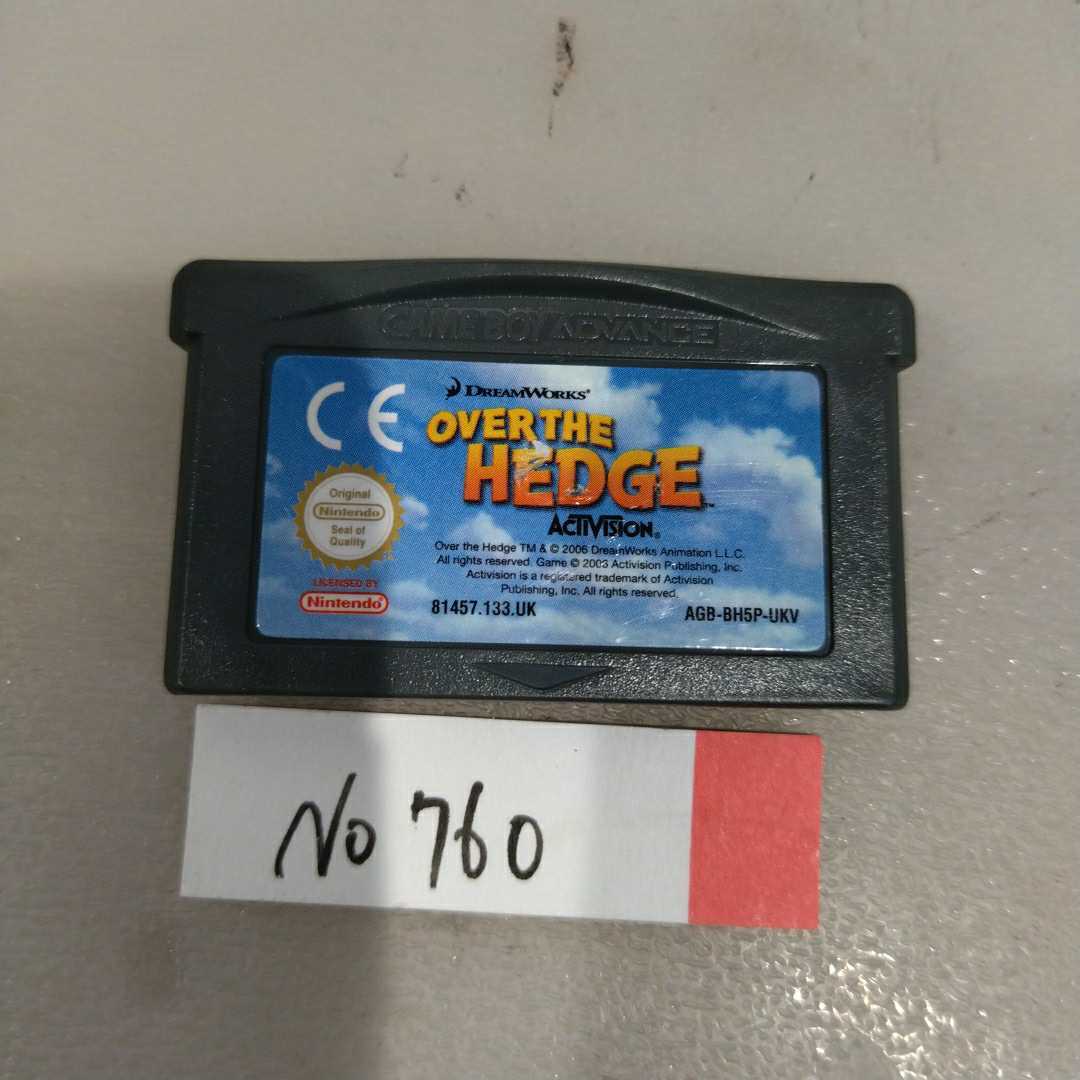 GAME BOY ADVANCE
CE
DREAMWORKS®
OVER THE
HEDGE™
ACTIVISION®
Original
Nintendo
Seal of
Quality
LICENSED BY
Nintendo®
Over the Hedge TM & © 2006 DreamWorks Animation L.L.C.
All rights reserved. Game © 2003 Activision Publishing, Inc.
Activision is a registered trademark of Activision
Publishing, Inc. All rights reserved.
81457.133.UK
AGB-BH5P-UKV
No 760